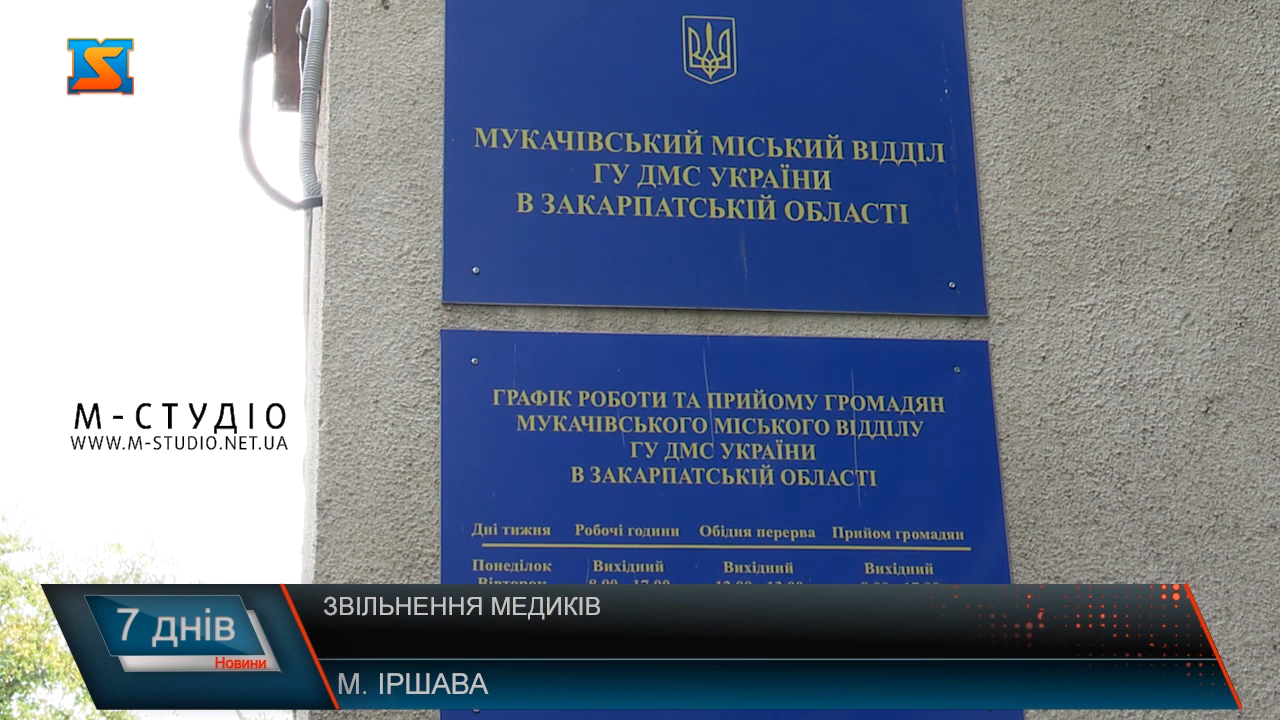 МУКАЧІВСЬКИЙ МІСЬКИЙ ВІДДІЛ
ГУ ДМС УКРАЇНИ
В ЗАКАРПАТСЬКІЙ ОБЛАСТІ
ГРАФІК РОБОТИ ТА ПРИЙОМУ ГРОМАДЯН
МУКАЧІВСЬКОГО МІСЬКОГО ВІДДІЛУ
ГУ ДМС УКРАЇНИ
В ЗАКАРПАТСЬКІЙ ОБЛАСТІ
Дні тижня Робочі години Обідня перерва Прийом громадян
Понеділок Вихідний Вихідний Вихідний
Вівторок
М-СТУДІО
WWW.M-STUDIO.NET.UA
7 днів
Новини
ЗВІЛЬНЕННЯ МЕДИКІВ
М. ІРШАВА